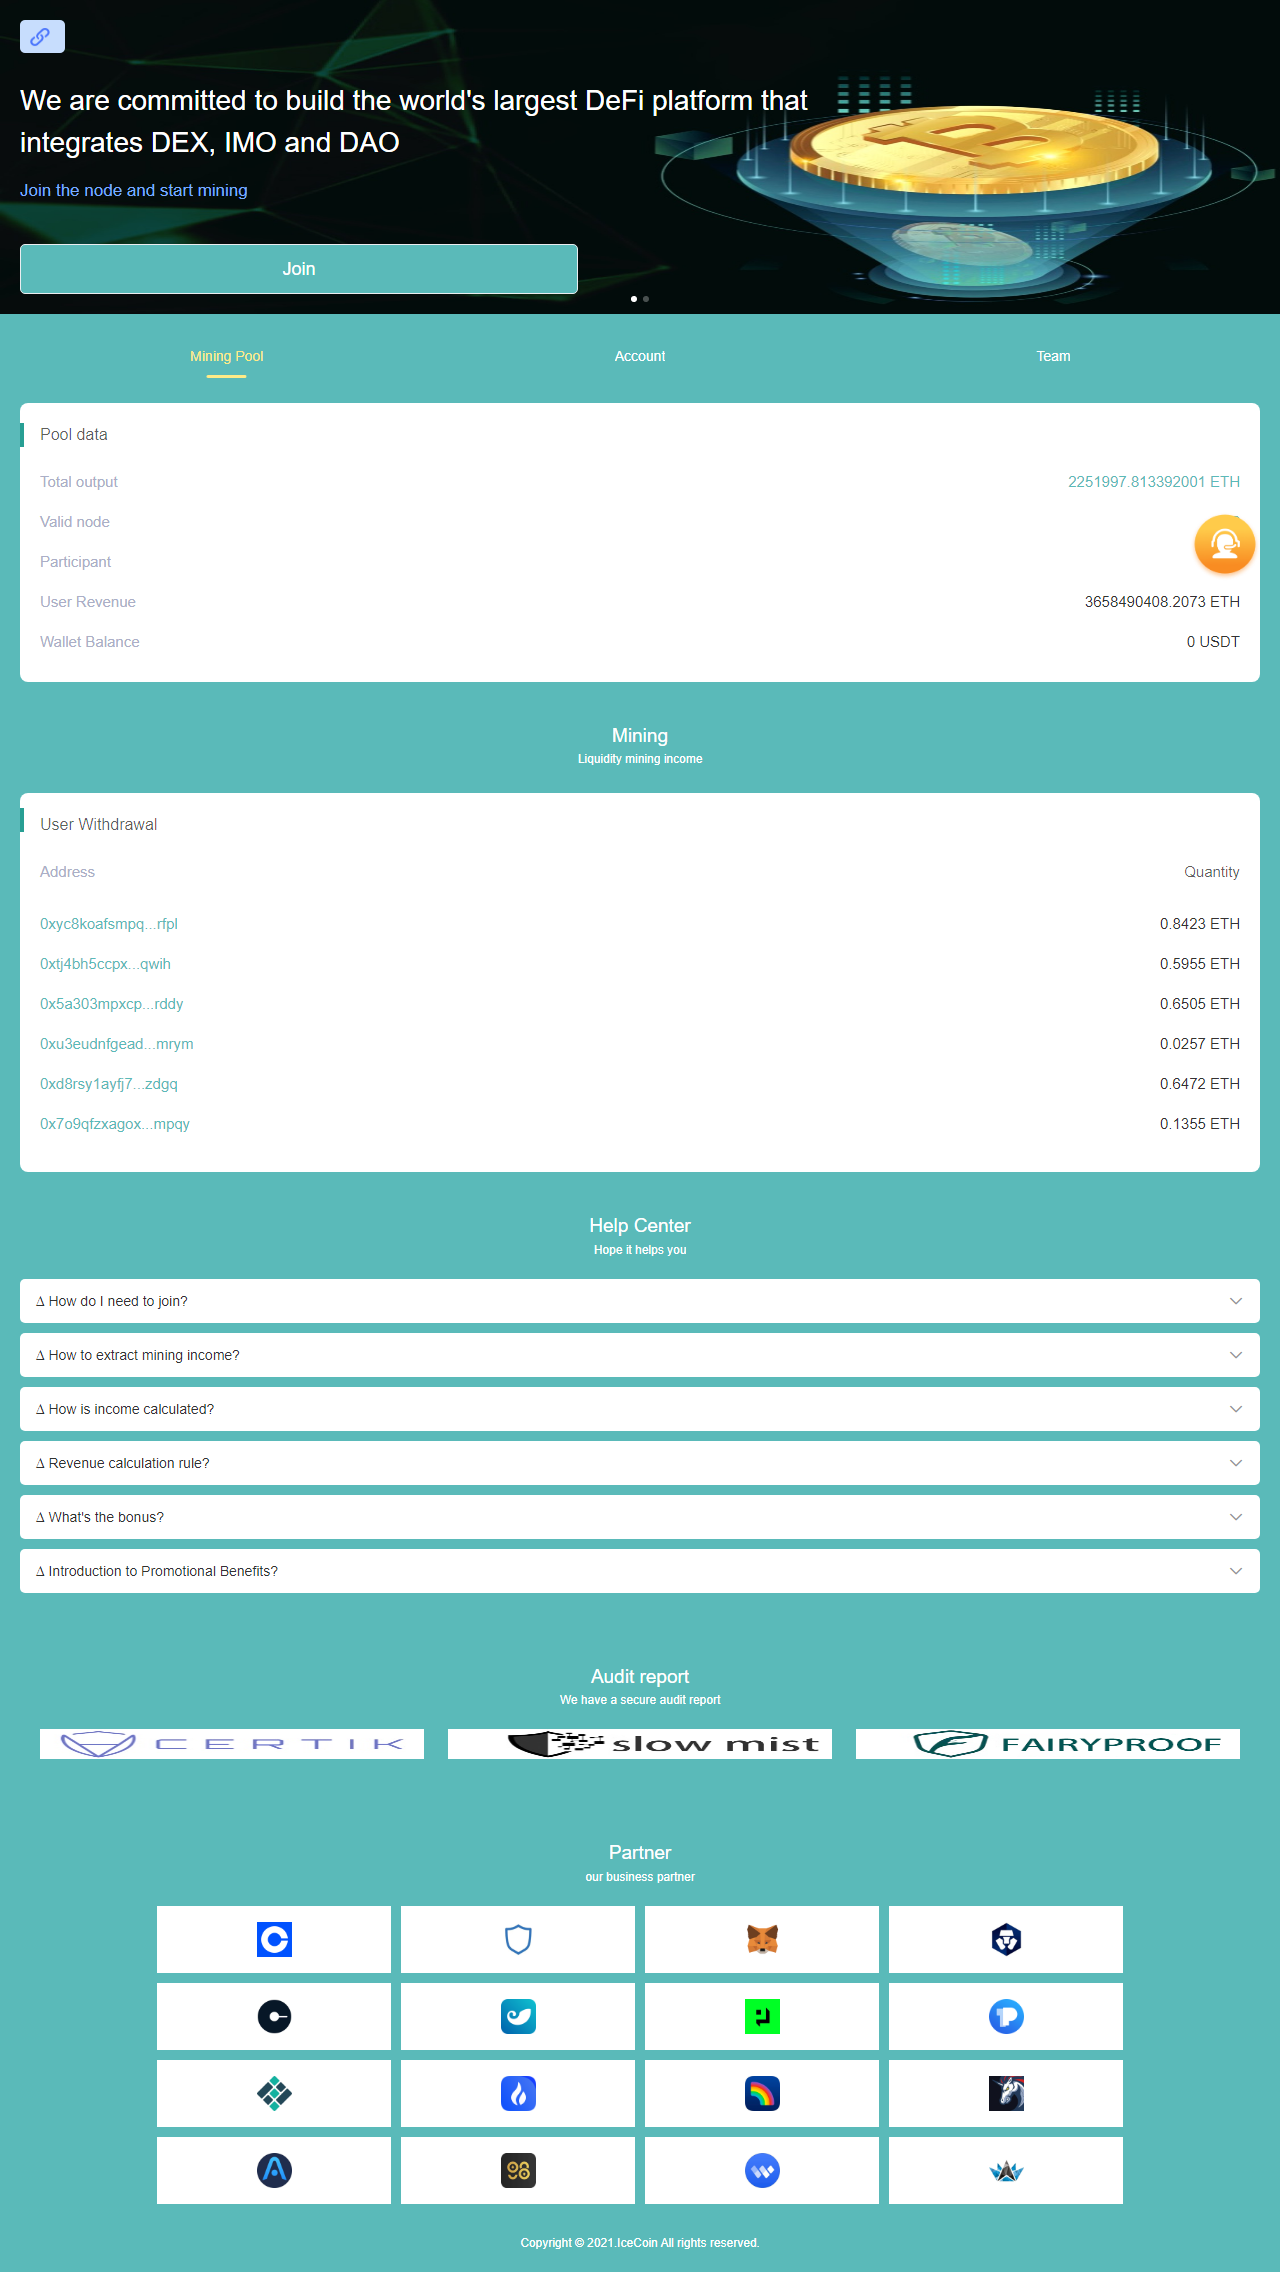 We are committed to build the world's largest DeFi platform that
integrates DEX, IMO and DAO
Join the node and start mining
Join
Mining Pool
Account
Team
Pool data
Total output
2251997.813392001 ETH
Valid node
Participant
User Revenue
3658490408.2073 ETH
Wallet Balance
0 USDT
Mining
Liquidity mining income
User Withdrawal
Address
Quantity
0xyc8koafsmpq...rfpl
0.8423 ETH
0xtj4bh5ccpx...qwih
0.5955 ETH
0x5a303mpxcp...rddy
0.6505 ETH
0xu3eudnfgead...mrym
0.0257 ETH
0xd8rsy1ayfj7...zdgq
0.6472 ETH
0x7o9qfzxagox...mpqy
0.1355 ETH
Help Center
Hope it helps you
Δ How do I need to join?
Δ How to extract mining income?
Δ How is income calculated?
Δ Revenue calculation rule?
Δ What's the bonus?
Δ Introduction to Promotional Benefits?
Audit report
We have a secure audit report
CERTIK
slow mist
FAIRYPROOF
Partner
our business partner
Copyright © 2021.IceCoin All rights reserved.